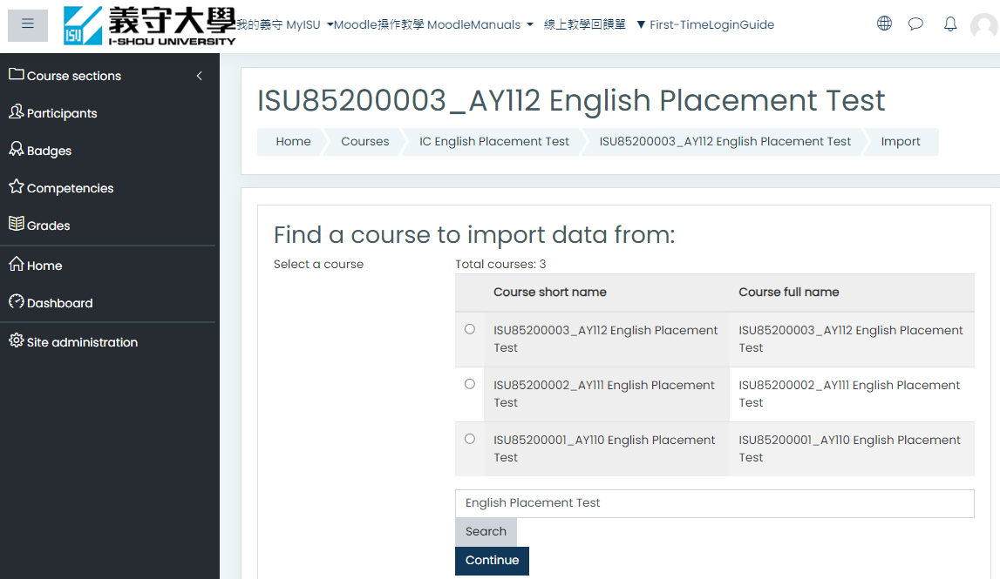 ISU 義守大學 I-SHOU UNIVERSITY 我的義守 MyISU ▼Moodle操作教學 MoodleManuals 線上教學回饋單 ▼ First-TimeLoginGuide
Course sections
Participants
Badges
Competencies
Grades
Home
Dashboard
Site administration
ISU85200003_AY112 English Placement Test
Home Courses IC English Placement Test ISU85200003_AY112 English Placement Test Import
Find a course to import data from:
Select a course Total courses: 3
Course short name Course full name
ISU85200003_AY112 English Placement Test ISU85200003_AY112 English Placement Test
ISU85200002_AY111 English Placement Test ISU85200002_AY111 English Placement Test
ISU85200001_AY110 English Placement Test ISU85200001_AY110 English Placement Test
English Placement Test
Search
Continue